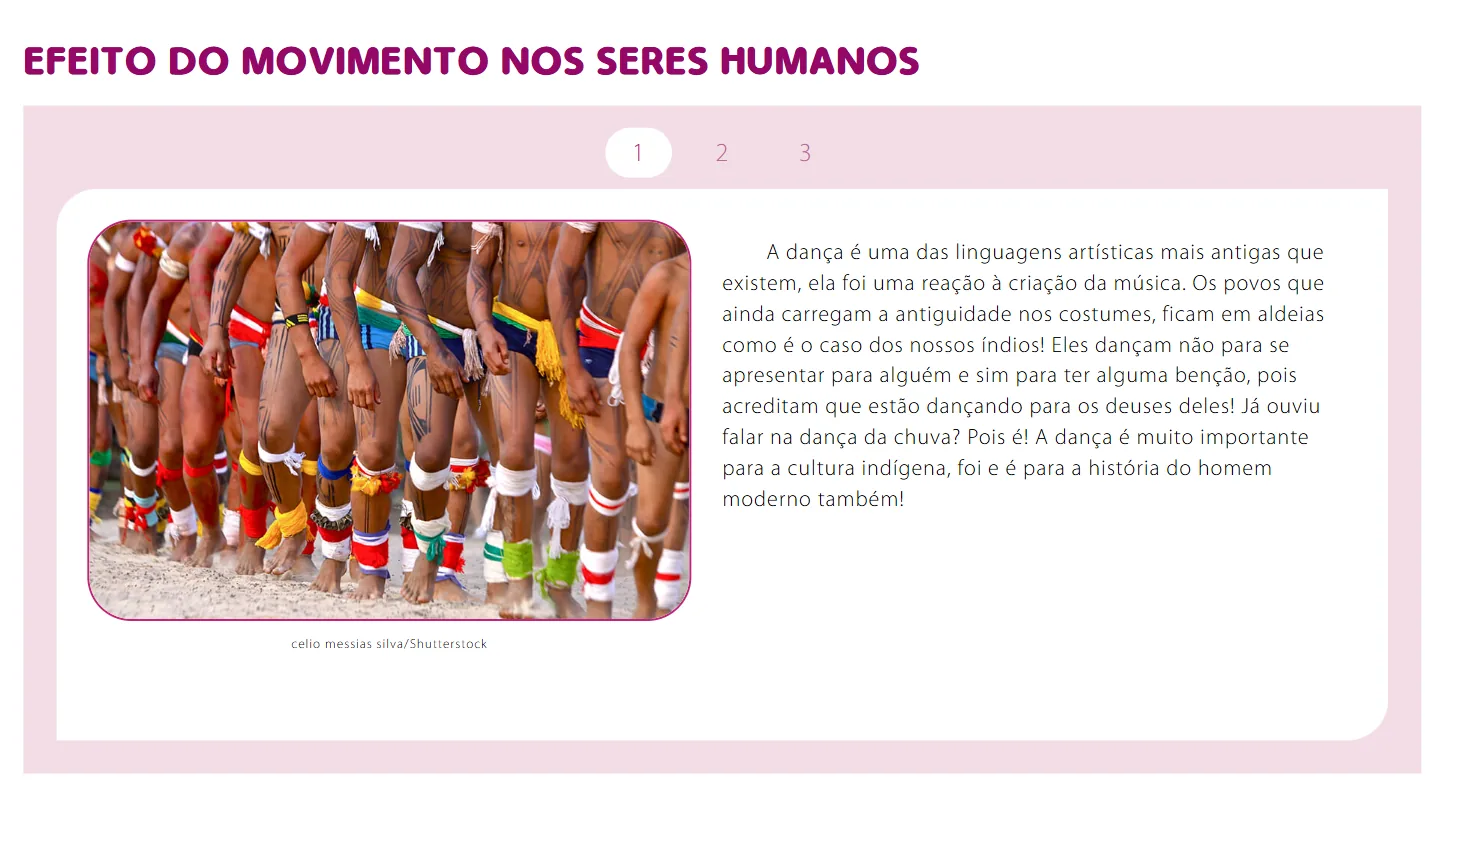 EFEITO DO MOVIMENTO NOS SERES HUMANOS
1 2 3
A dança é uma das linguagens artísticas mais antigas que
existem, ela foi uma reação à criação da música. Os povos que
ainda carregam a antiguidade nos costumes, ficam em aldeias
como é o caso dos nossos índios! Eles dançam não para se
apresentar para alguém e sim para ter alguma benção, pois
acreditam que estão dançando para os deuses deles! Já ouviu
falar na dança da chuva? Pois é! A dança é muito importante
para a cultura indígena, foi e é para a história do homem
moderno também!
celio messias silva/Shutterstock